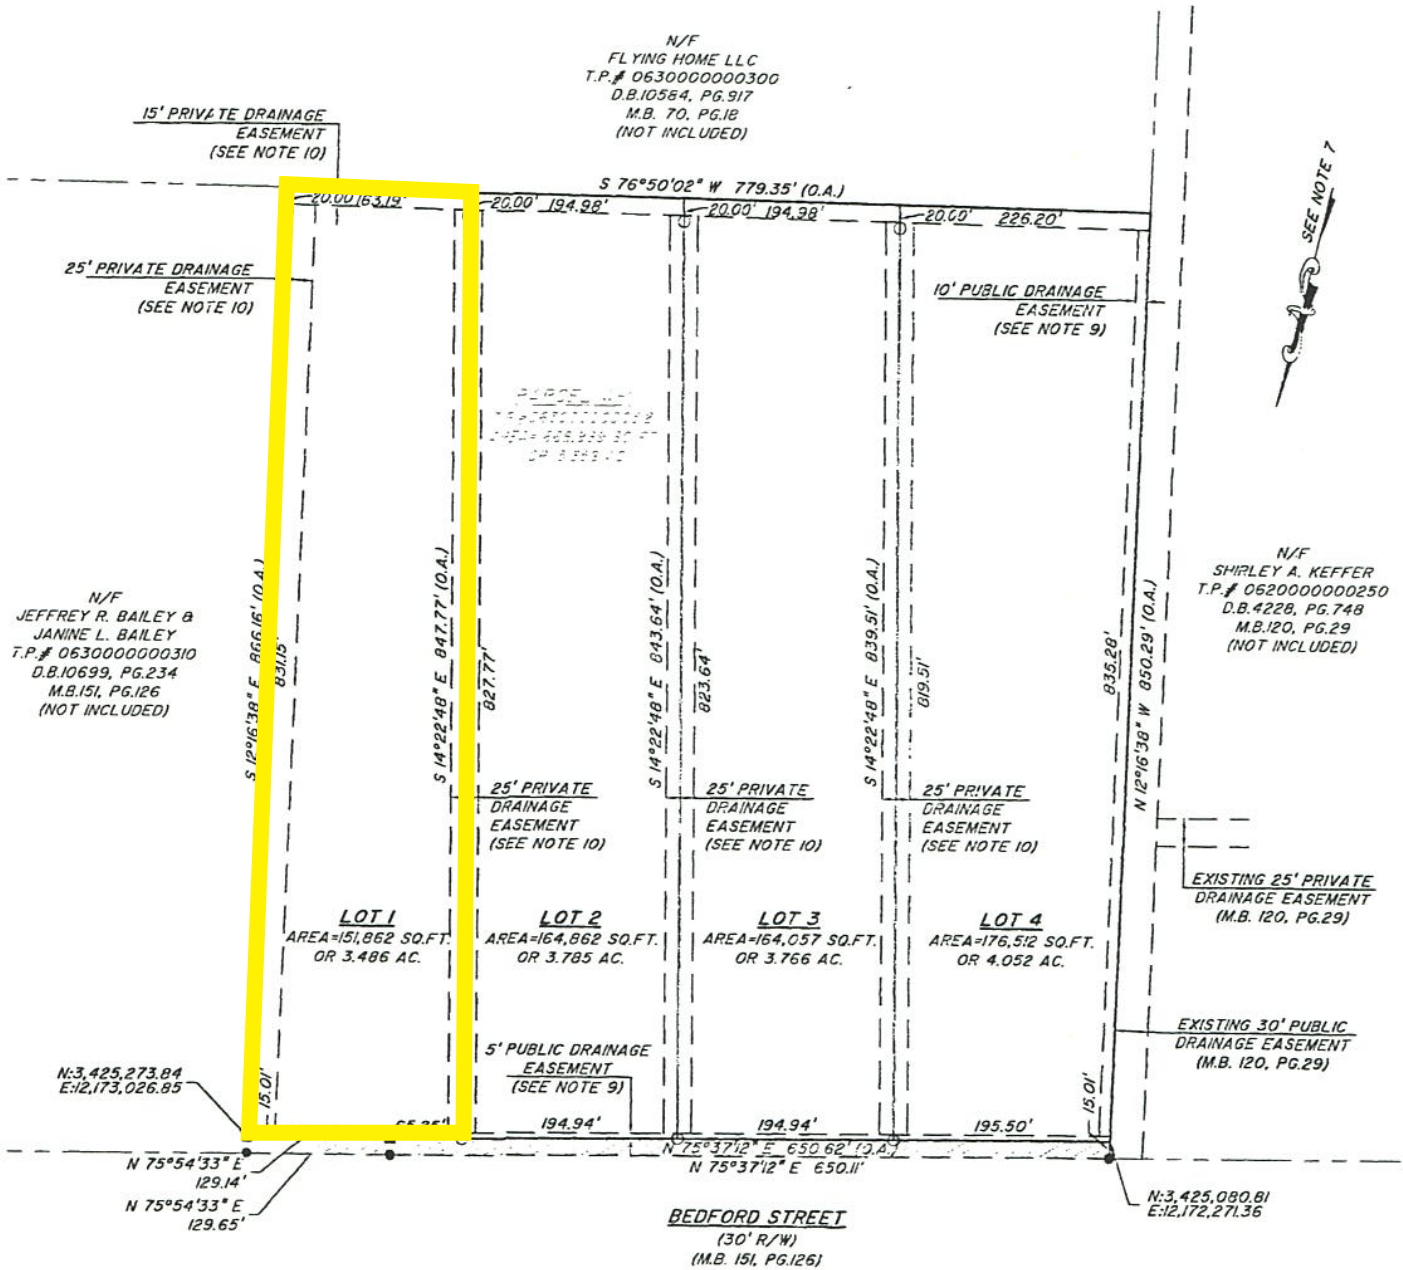 N/F
FLYING HOME LLC
T.P.# 0630000000300
D.B.10584, PG.917
M.B. 70, PG.18
(NOT INCLUDED)
15' PRIVATE DRAINAGE
EASEMENT
(SEE NOTE 10)
SEE NOTE 7
S 76°50'02" W 779.35' (O.A.)
20.00' 163.19'
20.00' 194.98'
20.00' 194.98'
20.00' 226.20'
25' PRIVATE DRAINAGE
EASEMENT
(SEE NOTE 10)
10' PUBLIC DRAINAGE
EASEMENT
(SEE NOTE 9)
N/F
JEFFREY R. BAILEY &
JANINE L. BAILEY
T.P.# 0630000000310
D.B.10699, PG.234
M.B.151, PG.126
(NOT INCLUDED)
S 12°16'38" E 866.16' (O.A.)
831.15'
S 14°22'48" E 847.77' (O.A.)
827.77'
S 14°22'48" E 843.64' (O.A.)
823.64'
S 14°22'48" E 839.51' (O.A.)
819.51'
835.28'
N 12°16'38" W 850.29' (O.A.)
N/F
SHIRLEY A. KEFFER
T.P.# 0620000000250
D.B.4228, PG.748
M.B.120, PG.29
(NOT INCLUDED)
25' PRIVATE
DRAINAGE
EASEMENT
(SEE NOTE 10)
25' PRIVATE
DRAINAGE
EASEMENT
(SEE NOTE 10)
25' PRIVATE
DRAINAGE
EASEMENT
(SEE NOTE 10)
EXISTING 25' PRIVATE
DRAINAGE EASEMENT
(M.B. 120, PG.29)
LOT 1
AREA=151,862 SQ.FT.
OR 3.486 AC.
LOT 2
AREA=164,862 SQ.FT.
OR 3.785 AC.
LOT 3
AREA=164,057 SQ.FT.
OR 3.766 AC.
LOT 4
AREA=176,512 SQ.FT.
OR 4.052 AC.
EXISTING 30' PUBLIC
DRAINAGE EASEMENT
(M.B. 120, PG.29)
5' PUBLIC DRAINAGE
EASEMENT
(SEE NOTE 9)
N:3,425,273.84
E:12,173,026.85
15.01'
194.94'
194.94'
195.50'
15.01'
N 75°37'12" E 650.62' (O.A.)
N 75°37'12" E 650.11'
N 75°54'33" E
129.14'
N 75°54'33" E
129.65'
N:3,425,080.81
E:12,172,271.36
BEDFORD STREET
(30' R/W)
(M.B. 151, PG.126)